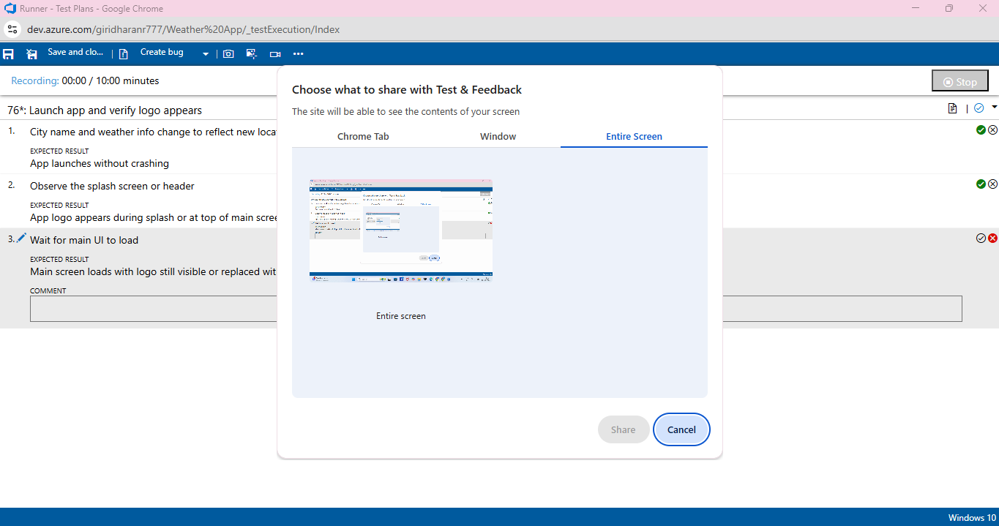 Runner - Test Plans - Google Chrome
dev.azure.com/giridharanr777/Weather%20App/_testExecution/Index
Save and clo... Create bug
Recording: 00:00 / 10:00 minutes
Stop
76*: Launch app and verify logo appears
1. City name and weather info change to reflect new loca
EXPECTED RESULT
App launches without crashing
2. Observe the splash screen or header
EXPECTED RESULT
App logo appears during splash or at top of main scree
3. Wait for main UI to load
EXPECTED RESULT
Main screen loads with logo still visible or replaced wit
COMMENT
Choose what to share with Test & Feedback
The site will be able to see the contents of your screen
Chrome Tab Window Entire Screen
Entire screen
Share Cancel
Windows 10